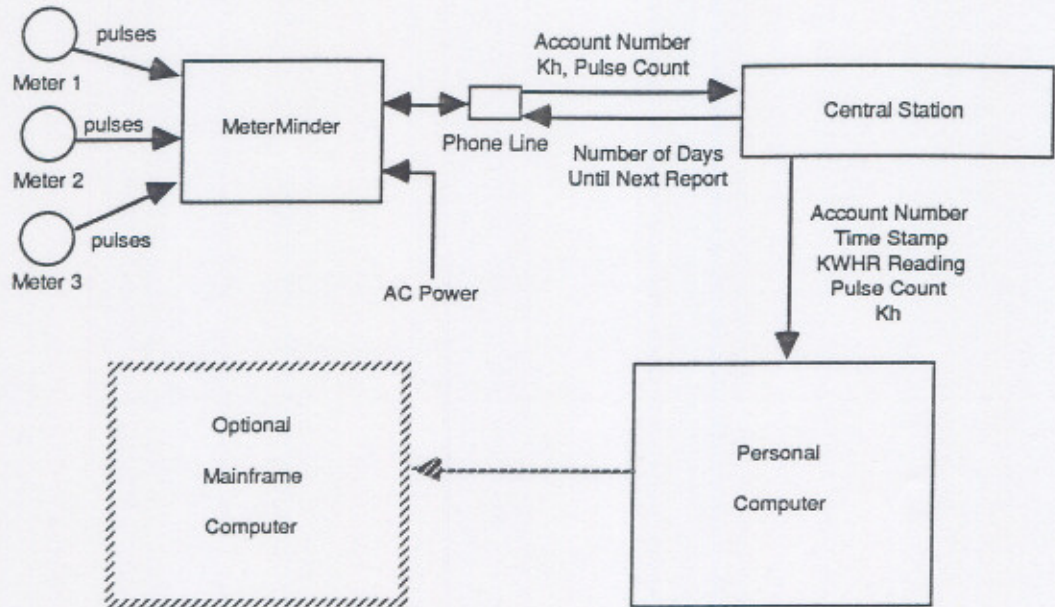 pulses
Meter 1
pulses
Meter 2
pulses
Meter 3
MeterMinder
AC Power
Phone Line
Account Number
Kh, Pulse Count
Number of Days
Until Next Report
Central Station
Account Number
Time Stamp
KWHR Reading
Pulse Count
Kh
Personal
Computer
Optional
Mainframe
Computer